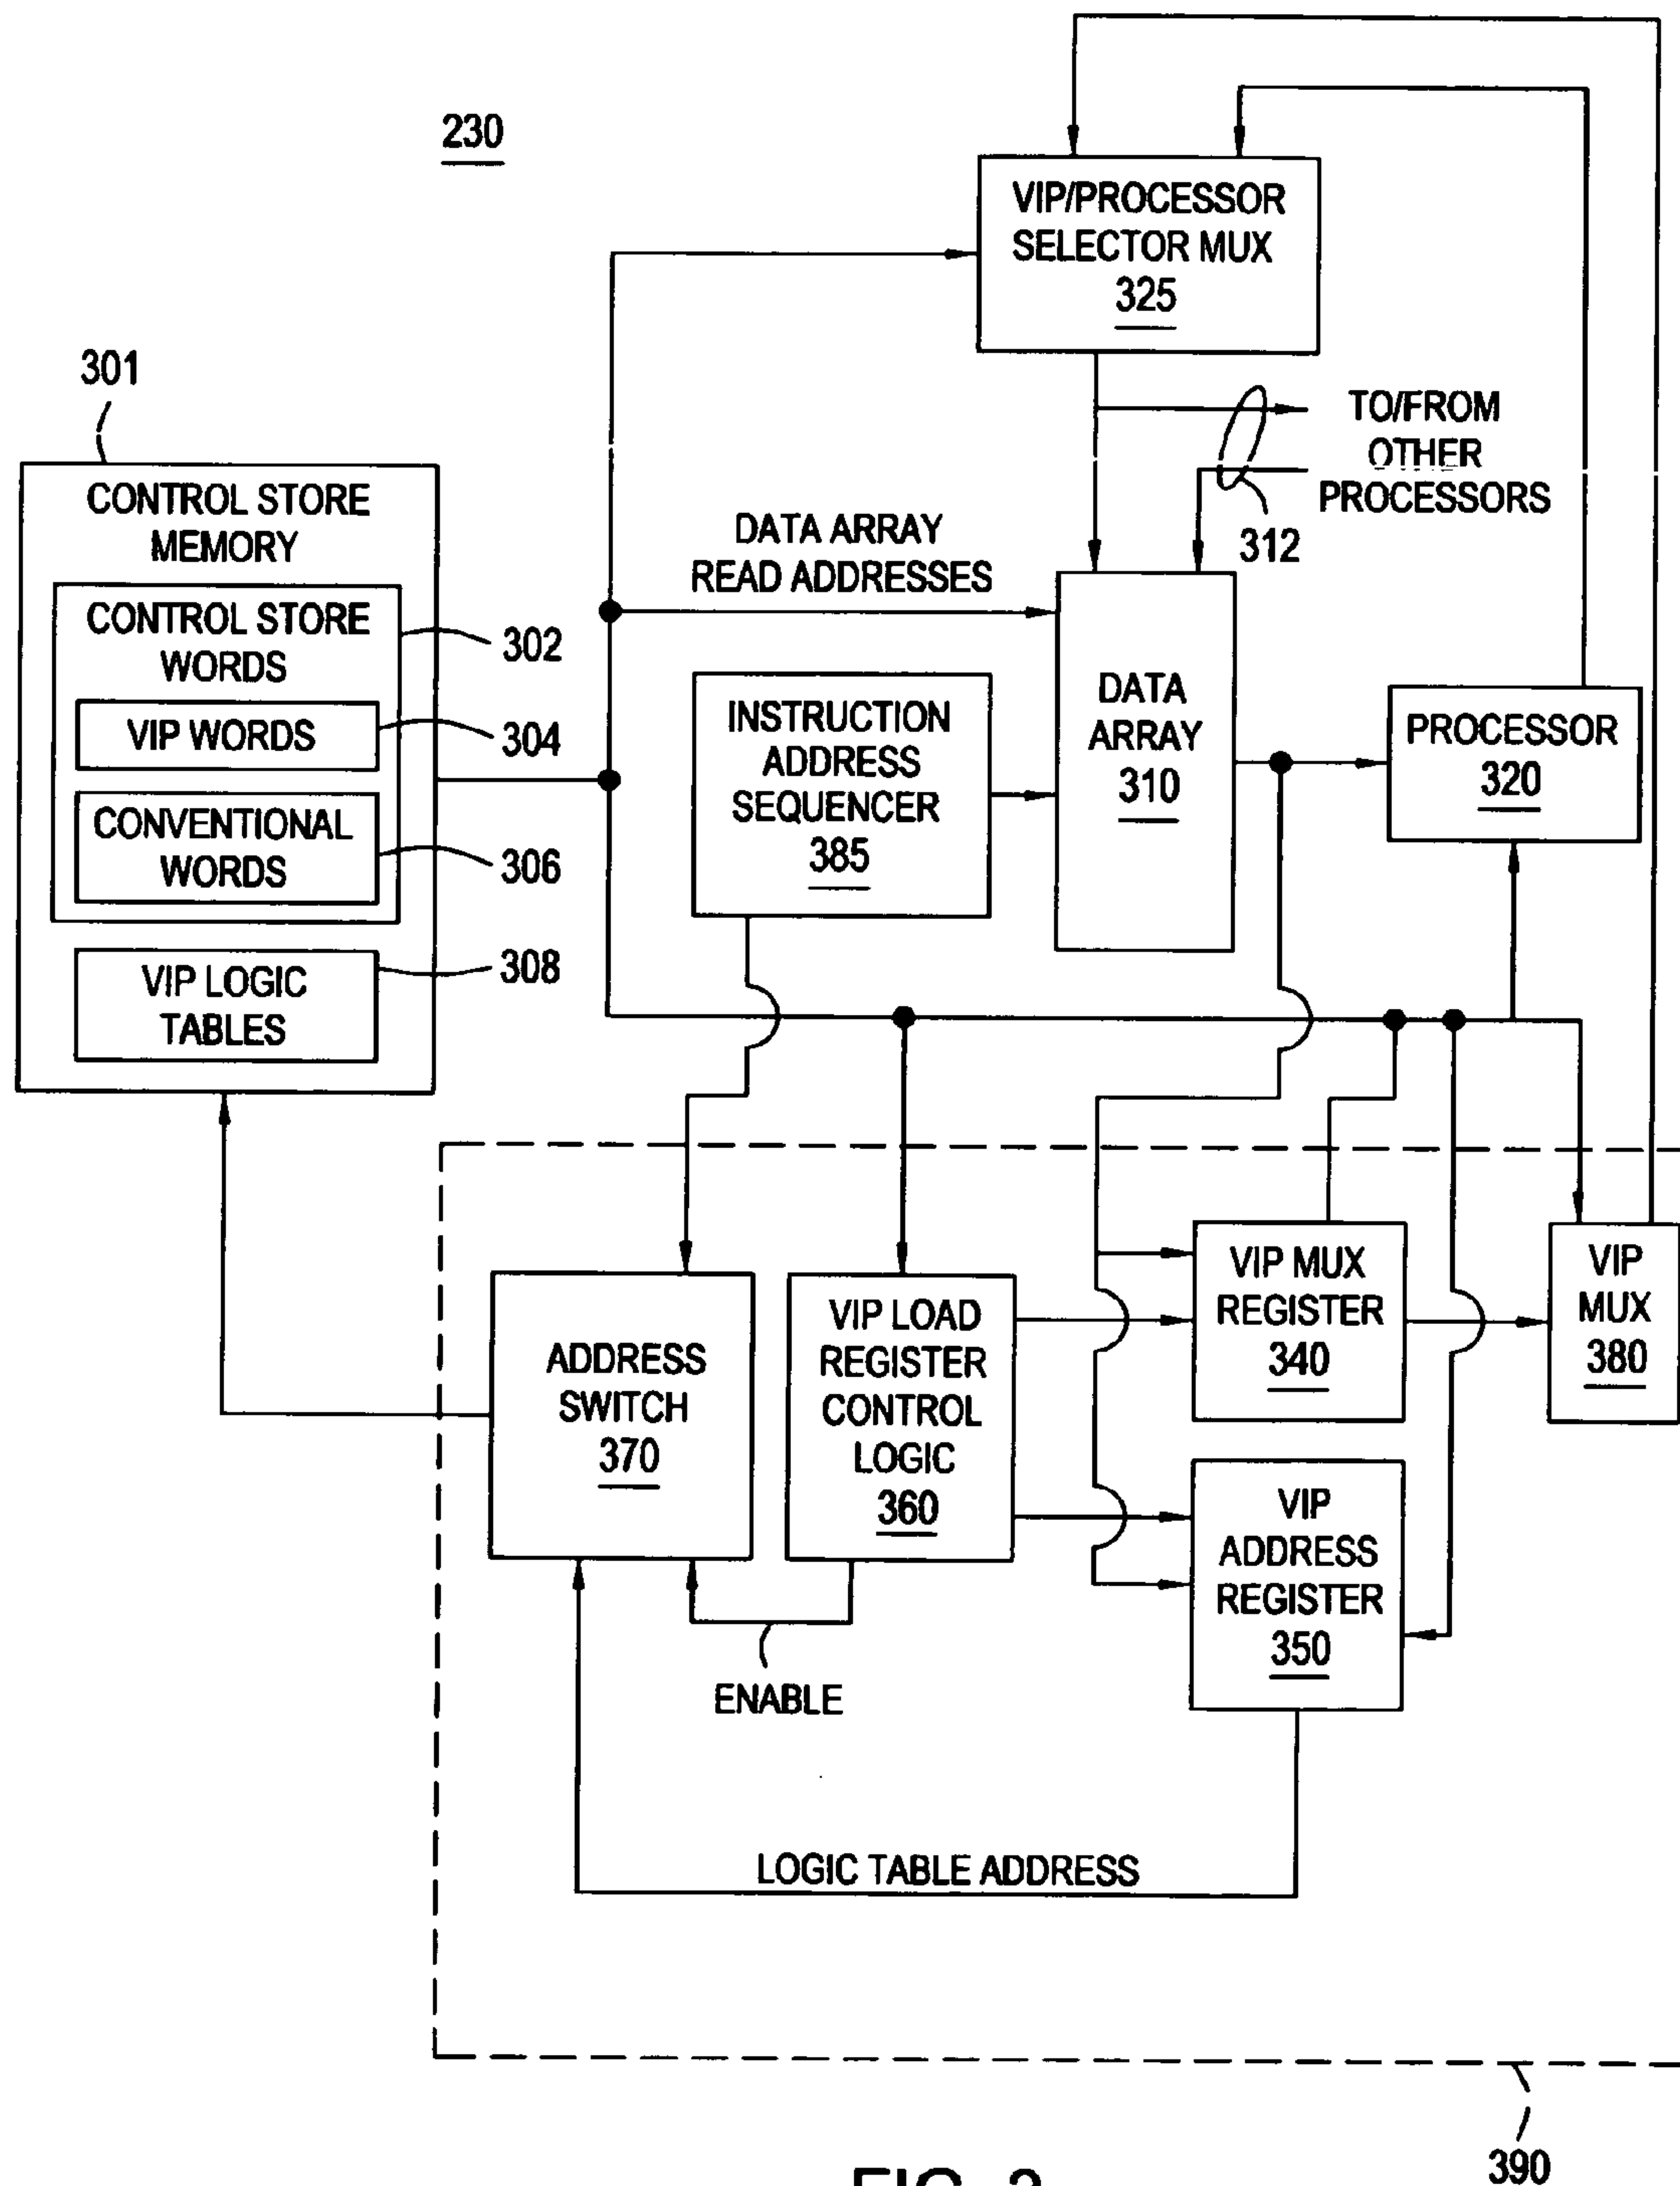 230
VIP/PROCESSOR
SELECTOR MUX
325
301
TO/FROM
OTHER
PROCESSORS
312
CONTROL STORE
MEMORY
CONTROL STORE
WORDS
302
VIP WORDS
304
CONVENTIONAL
WORDS
306
VIP LOGIC
TABLES
308
DATA ARRAY
READ ADDRESSES
INSTRUCTION
ADDRESS
SEQUENCER
385
DATA
ARRAY
310
PROCESSOR
320
ADDRESS
SWITCH
370
VIP LOAD
REGISTER
CONTROL
LOGIC
360
VIP MUX
REGISTER
340
VIP
MUX
380
VIP
ADDRESS
REGISTER
350
ENABLE
LOGIC TABLE ADDRESS
390